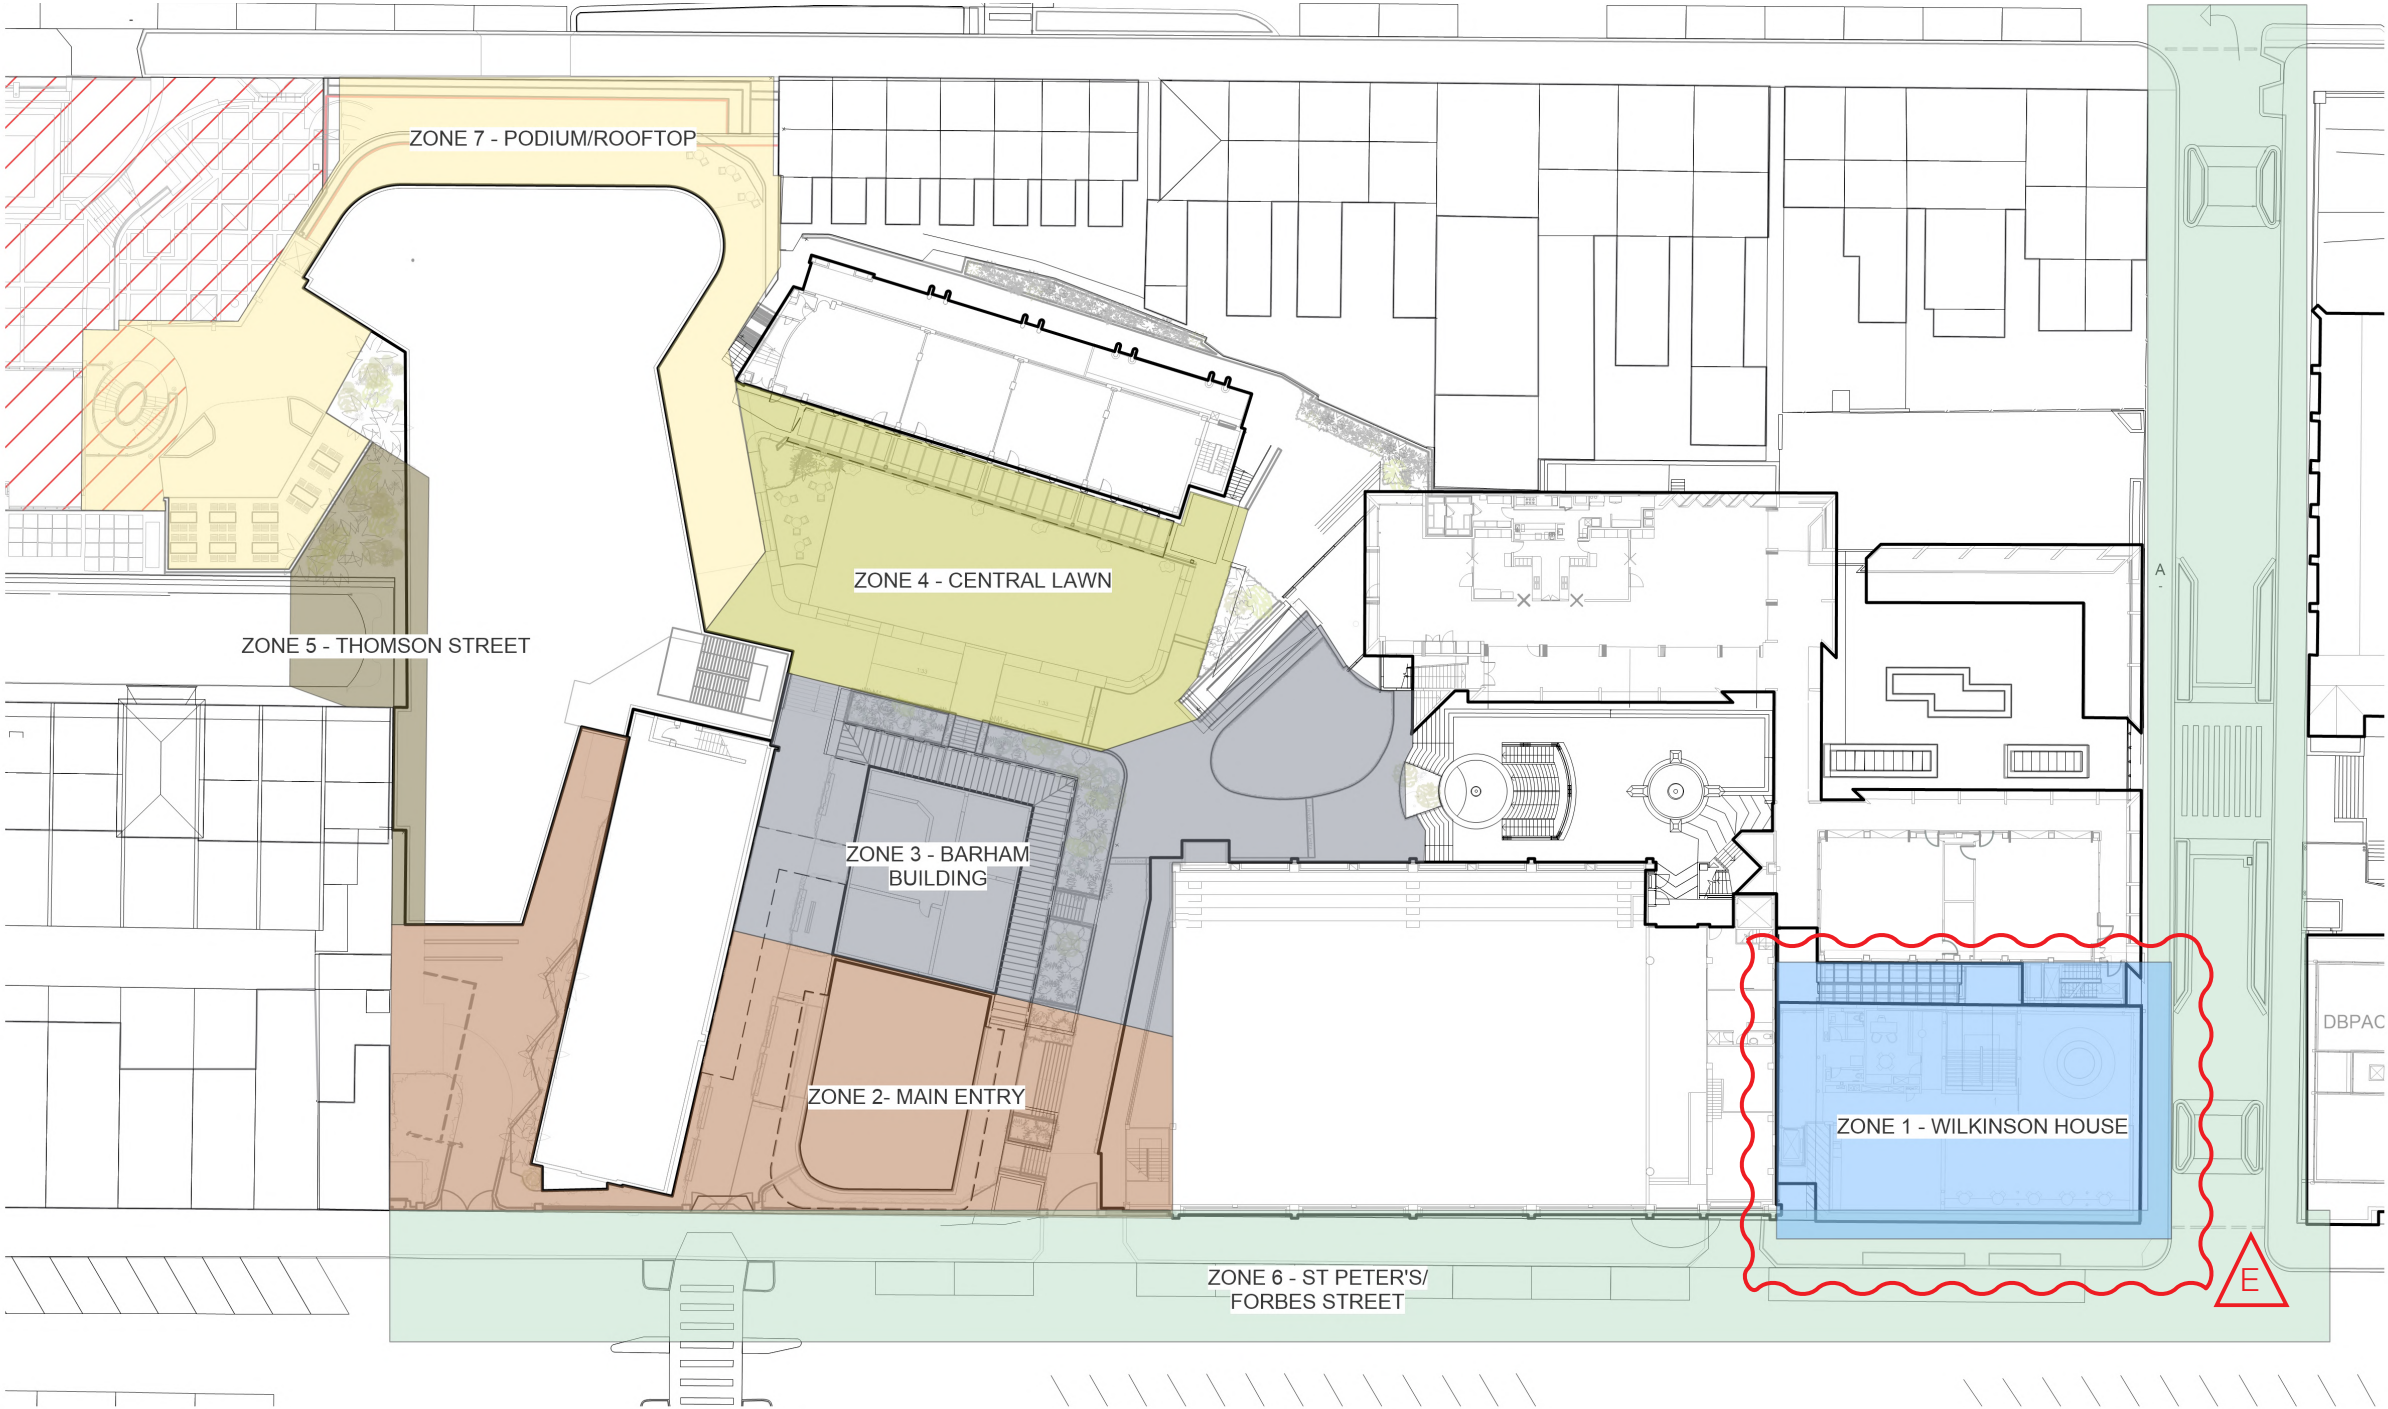 ZONE 7 - PODIUM/ROOFTOP
ZONE 4 - CENTRAL LAWN
A
ZONE 5 - THOMSON STREET
ZONE 3 - BARHAM
BUILDING
DBPAC
ZONE 2- MAIN ENTRY
ZONE 1 - WILKINSON HOUSE
ZONE 6 - ST PETER'S/
FORBES STREET
E